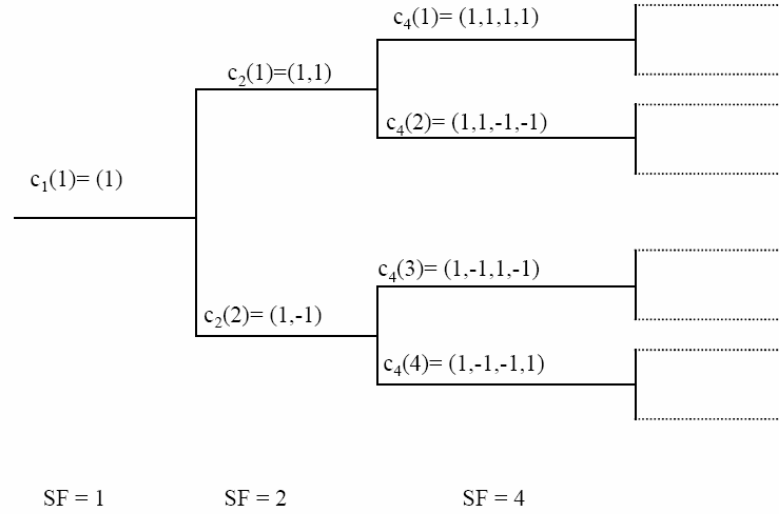 c₄(1)= (1,1,1,1)
c₂(1)=(1,1)
c₄(2)= (1,1,-1,-1)
c₁(1)= (1)
c₄(3)= (1,-1,1,-1)
c₂(2)= (1,-1)
c₄(4)= (1,-1,-1,1)
SF = 1 SF = 2 SF = 4